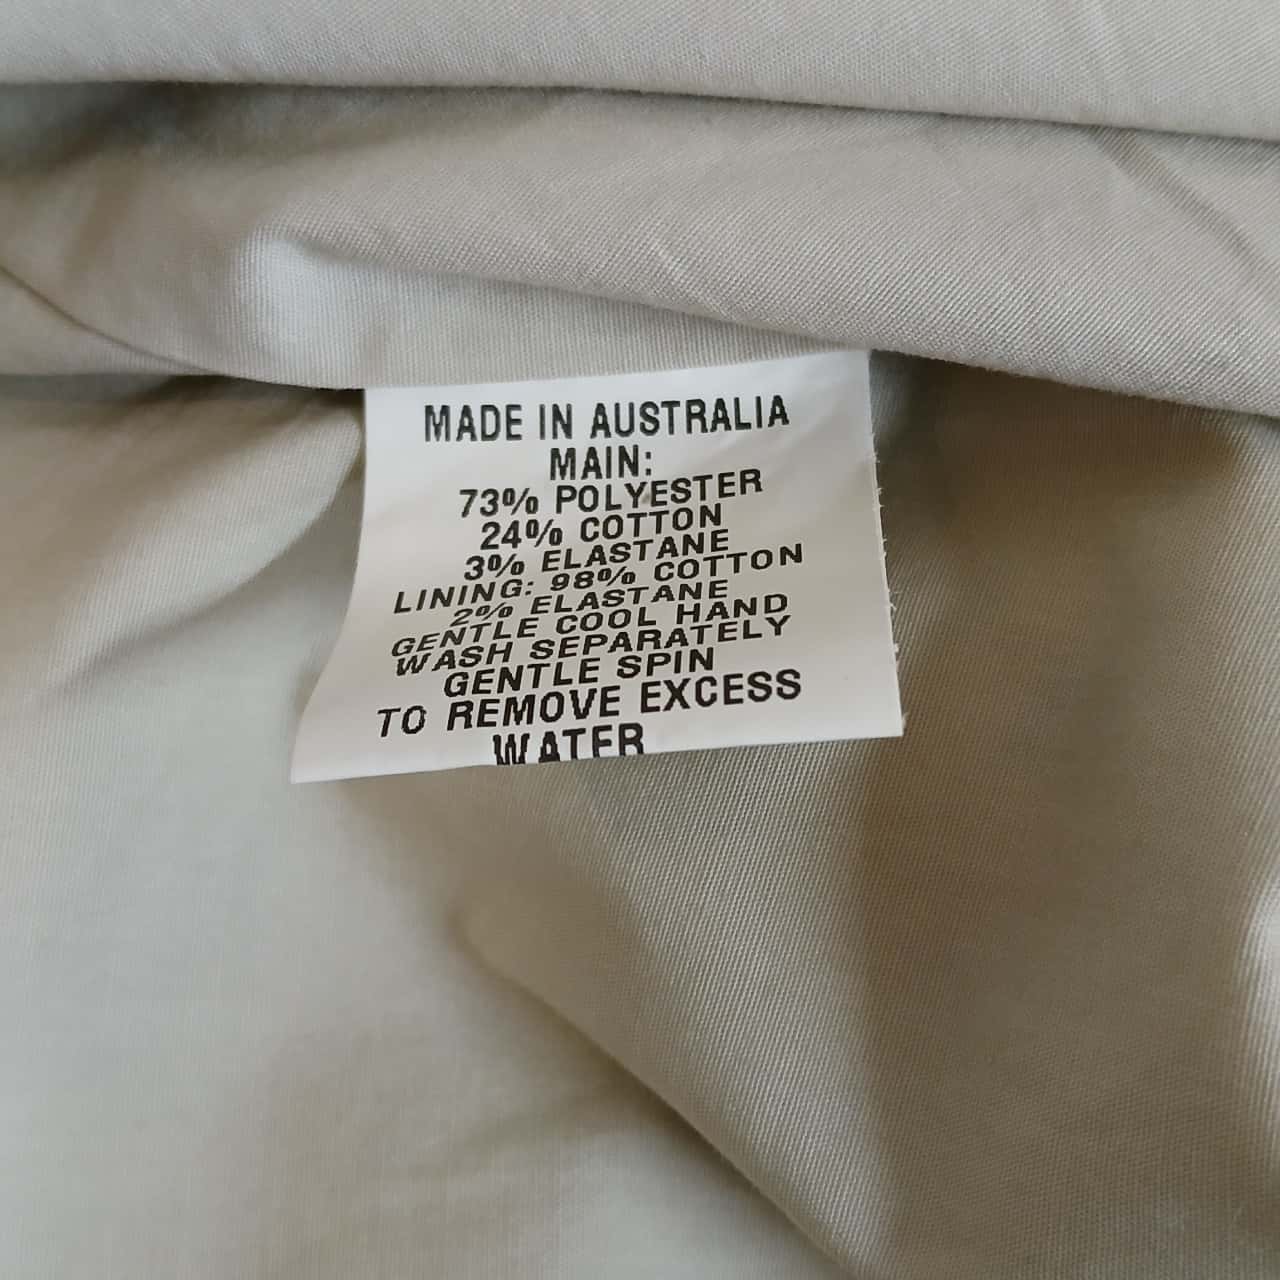 MADE IN AUSTRALIA
MAIN:
73% POLYESTER
24% COTTON
3% ELASTANE
LINING: 98% COTTON
2% ELASTANE
GENTLE COOL HAND
WASH SEPARATELY
GENTLE SPIN
TO REMOVE EXCESS
WATER